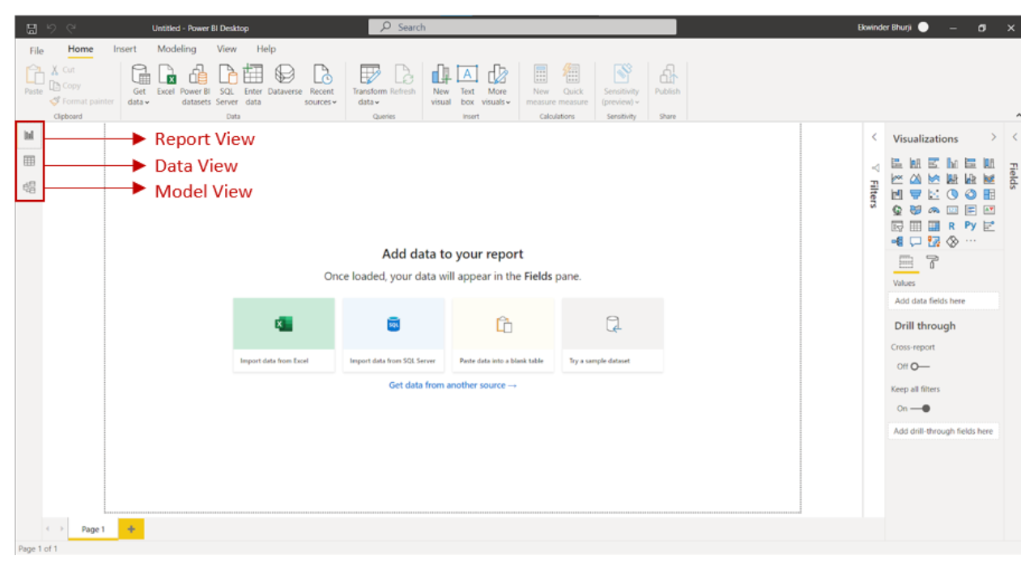 Untitled - Power BI Desktop
Search
Ekwinder Bhurji
File Home Insert Modeling View Help
Paste
Cut
Copy
Format painter
Clipboard
Get data
Excel
Power BI datasets
SQL Server
Enter data
Dataverse
Recent sources
Data
Transform data
Refresh
Queries
New visual
Text box
More visuals
Insert
New measure
Quick measure
Calculations
Sensitivity (preview)
Sensitivity
Publish
Share
Report View
Data View
Model View
Add data to your report
Once loaded, your data will appear in the Fields pane.
Import data from Excel
SQL
Import data from SQL Server
Paste data into a blank table
Try a sample dataset
Get data from another source →
Filters
Visualizations
R Py
Values
Add data fields here
Drill through
Cross-report
Off
Keep all filters
On
Add drill-through fields here
Fields
Page 1
Page 1 of 1